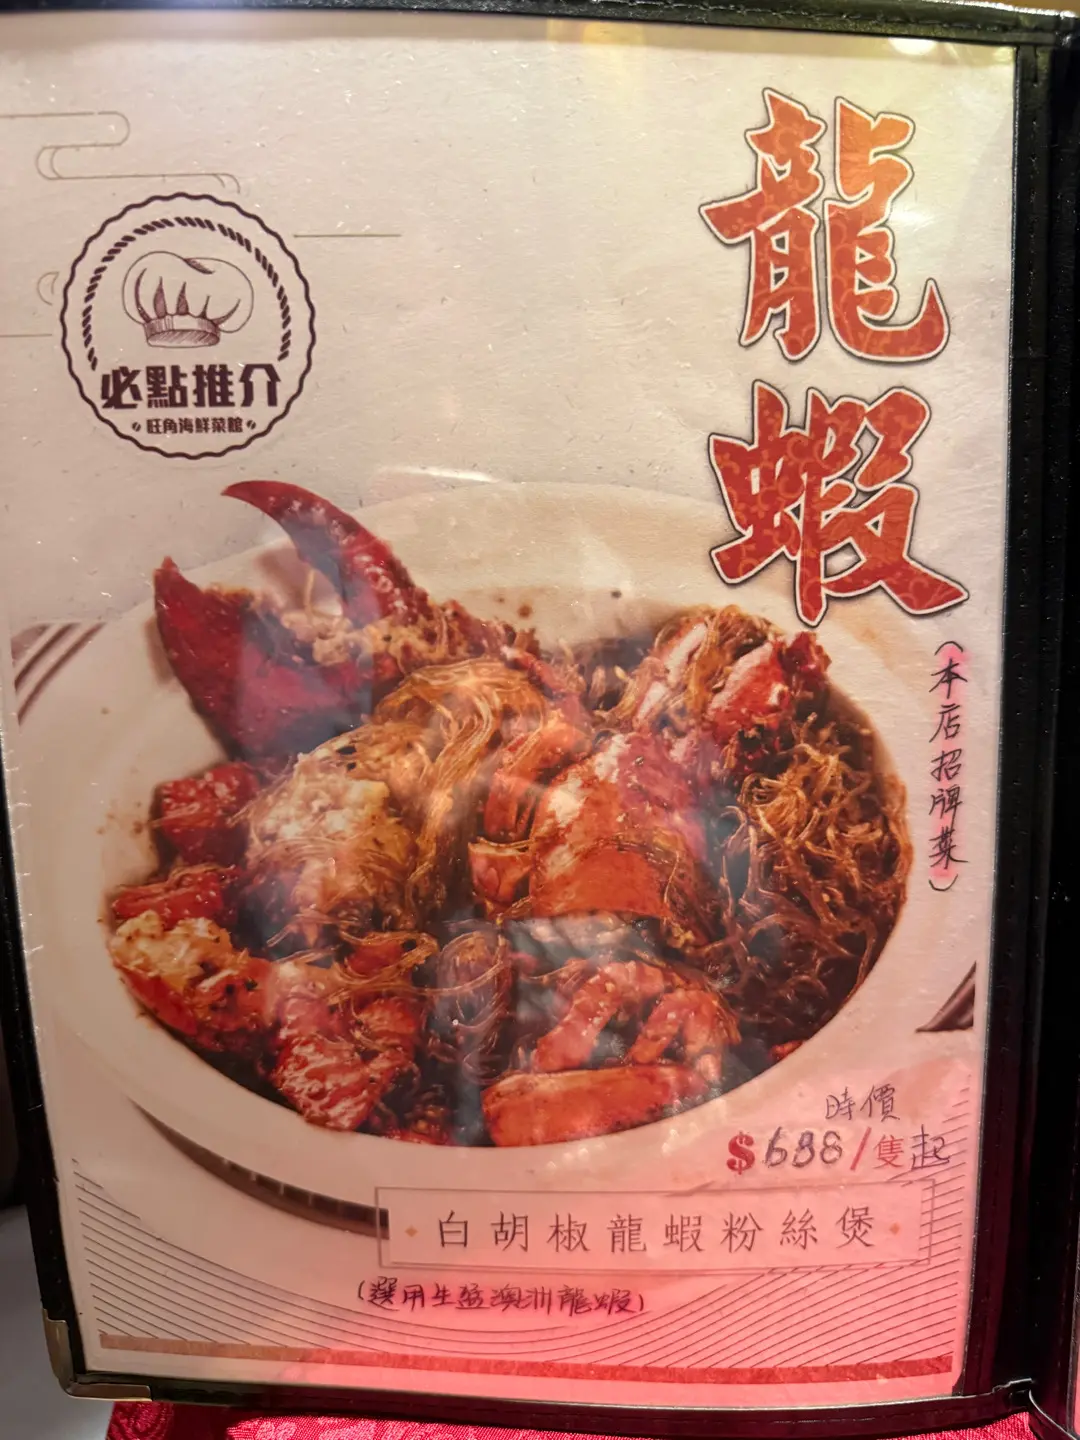 龍蝦
(本店招牌菜)
必點推介
旺角海鮮菜館
時價
$688/隻起
白胡椒龍蝦粉絲煲
(選用生猛澳洲龍蝦)